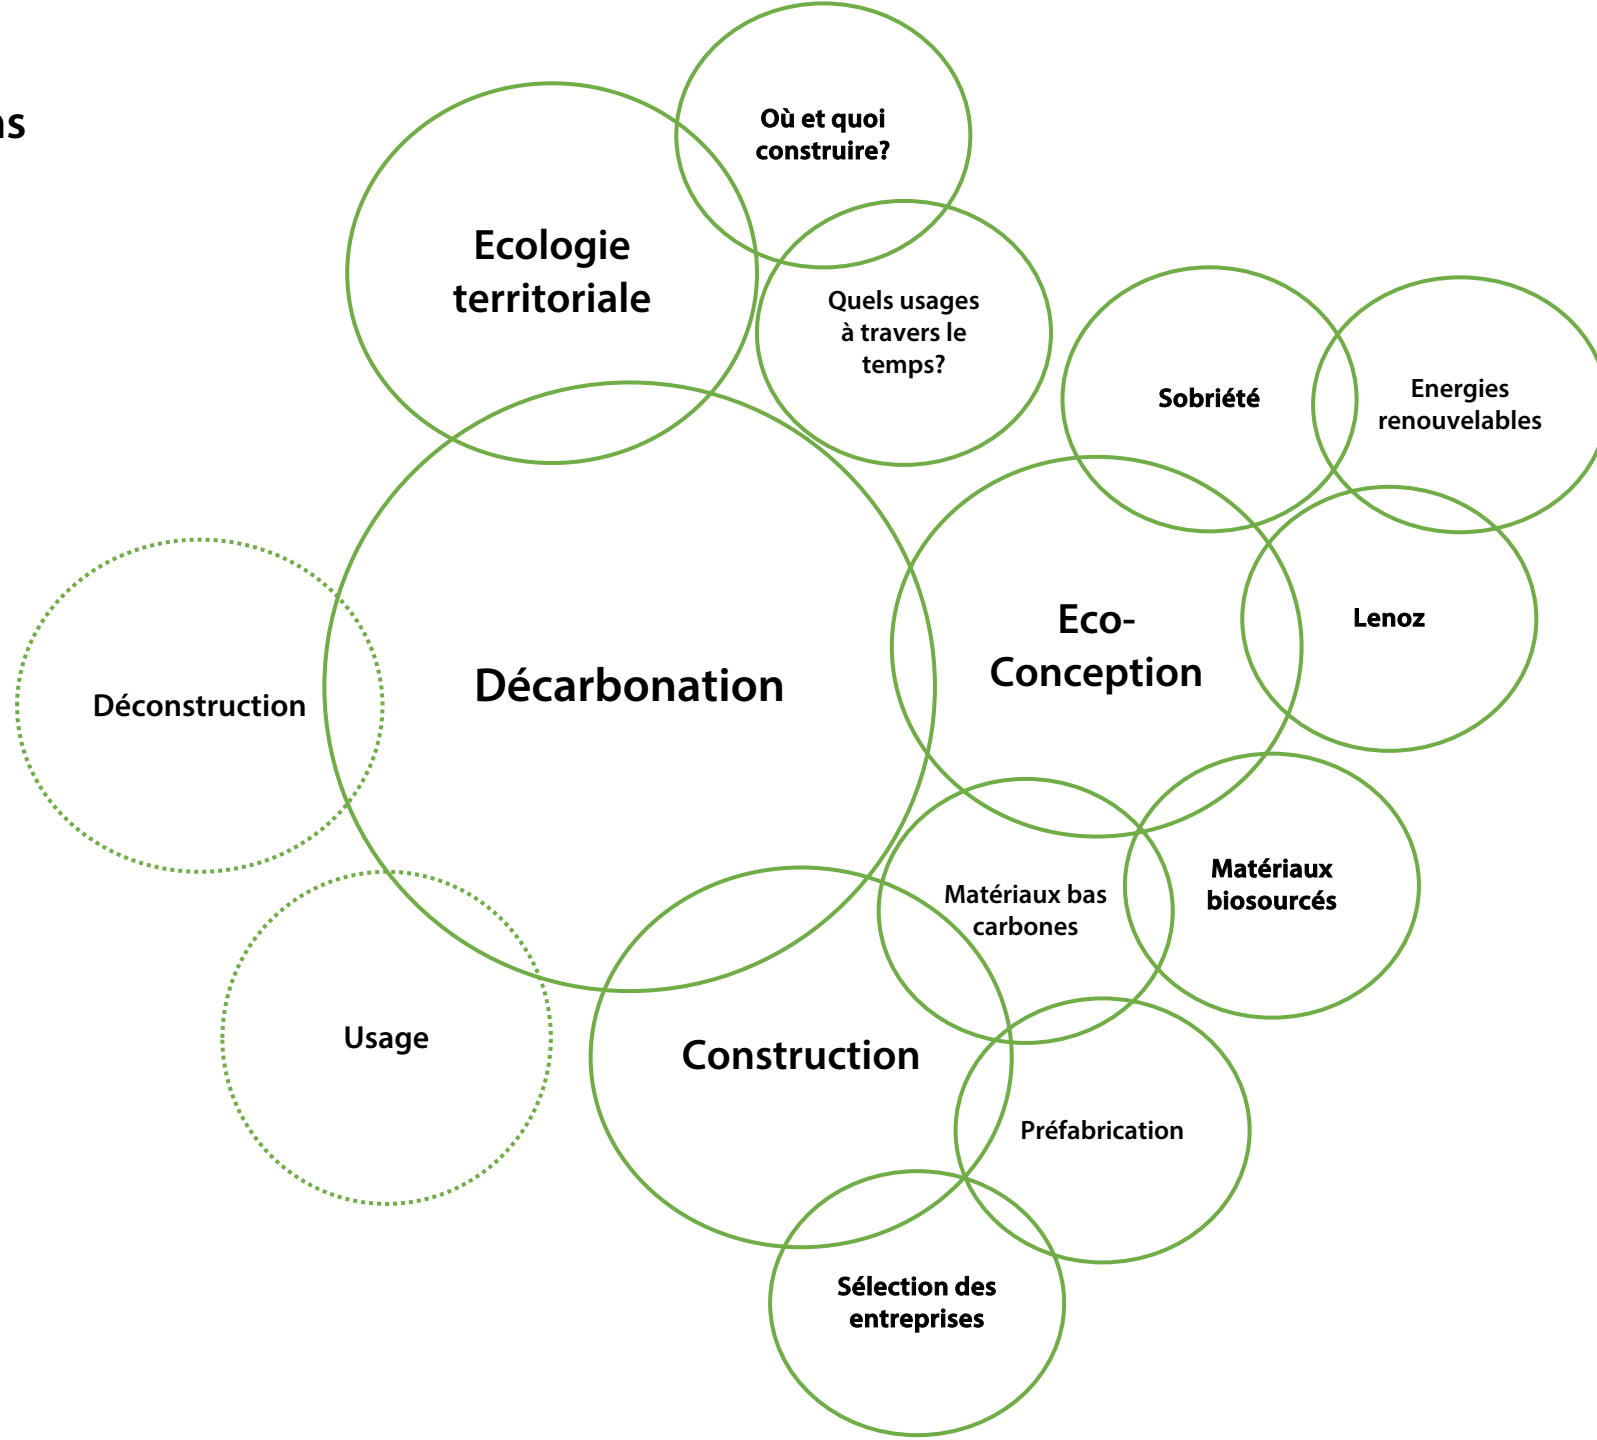 Où et quoi
construire?
Ecologie
territoriale
Quels usages
à travers le
temps?
Sobriété
Energies
renouvelables
Eco-
Conception
Lenoz
Décarbonation
Déconstruction
Matériaux bas
carbones
Matériaux
biosourcés
Usage
Construction
Préfabrication
Sélection des
entreprises